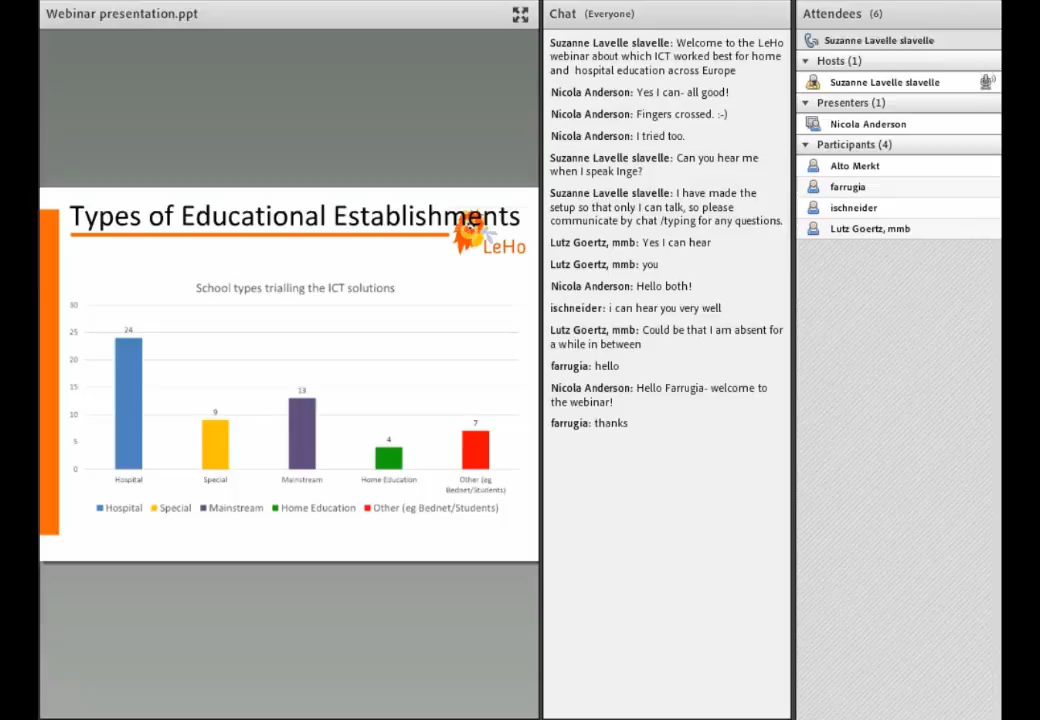 Webinar presentation.ppt
Types of Educational Establishments
LeHo
School types trialling the ICT solutions
30
25
20
15
10
5
0
24
9
13
4
7
Hospital
Special
Mainstream
Home Education
Other (eg
Bednet/Students)
Hospital Special Mainstream Home Education Other (eg Bednet/Students)
Chat (Everyone)
Suzanne Lavelle slavelle: Welcome to the LeHo
webinar about which ICT worked best for home
and hospital education across Europe
Nicola Anderson: Yes I can- all good!
Nicola Anderson: Fingers crossed. :-)
Nicola Anderson: I tried too.
Suzanne Lavelle slavelle: Can you hear me
when I speak Inge?
Suzanne Lavelle slavelle: I have made the
setup so that only I can talk, so please
communicate by chat /typing for any questions.
Lutz Goertz, mmb: Yes I can hear
Lutz Goertz, mmb: you
Nicola Anderson: Hello both!
ischneider: i can hear you very well
Lutz Goertz, mmb: Could be that I am absent for
a while in between
farrugia: hello
Nicola Anderson: Hello Farrugia- welcome to
the webinar!
farrugia: thanks
Attendees (6)
Suzanne Lavelle slavelle
Hosts (1)
Suzanne Lavelle slavelle
Presenters (1)
Nicola Anderson
Participants (4)
Alto Merkt
farrugia
ischneider
Lutz Goertz, mmb